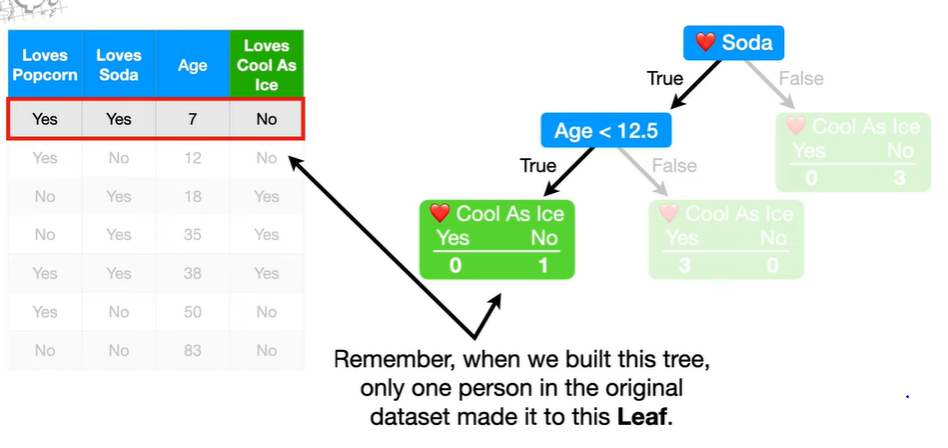 Loves Popcorn Loves Soda Age Loves Cool As Ice
Yes Yes 7 No
Yes No 12 No
No Yes 18 Yes
No Yes 35 Yes
Yes Yes 38 Yes
Yes No 50 No
No No 83 No
❤️ Soda
True False
Age < 12.5
❤️ Cool As Ice
Yes No
0 3
True False
❤️ Cool As Ice
Yes No
0 1
❤️ Cool As Ice
Yes No
3 0
Remember, when we built this tree,
only one person in the original
dataset made it to this Leaf.